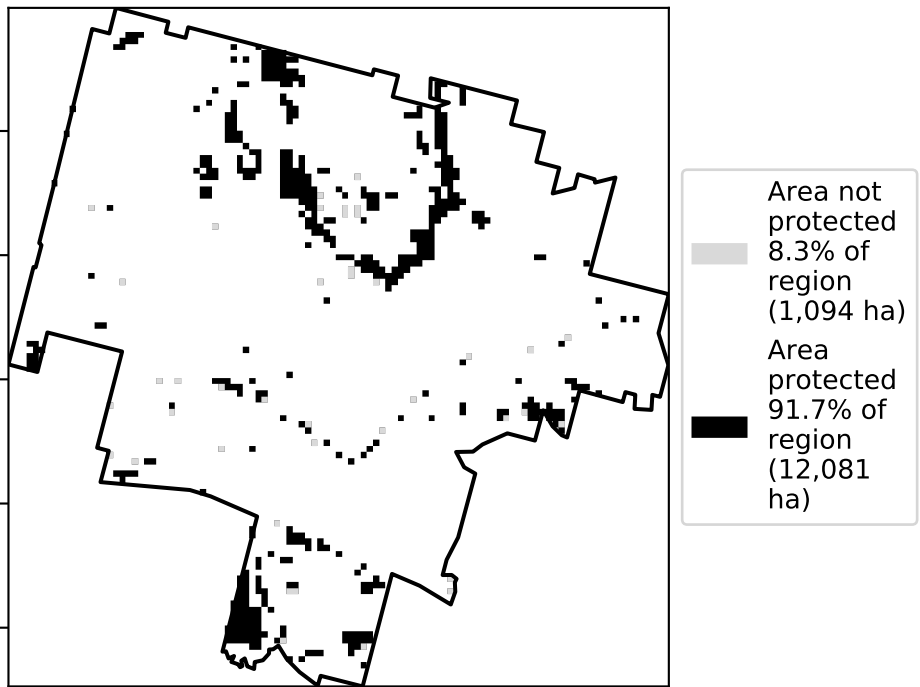 Area not
protected
8.3% of
region
(1,094 ha)
Area
protected
91.7% of
region
(12,081
ha)